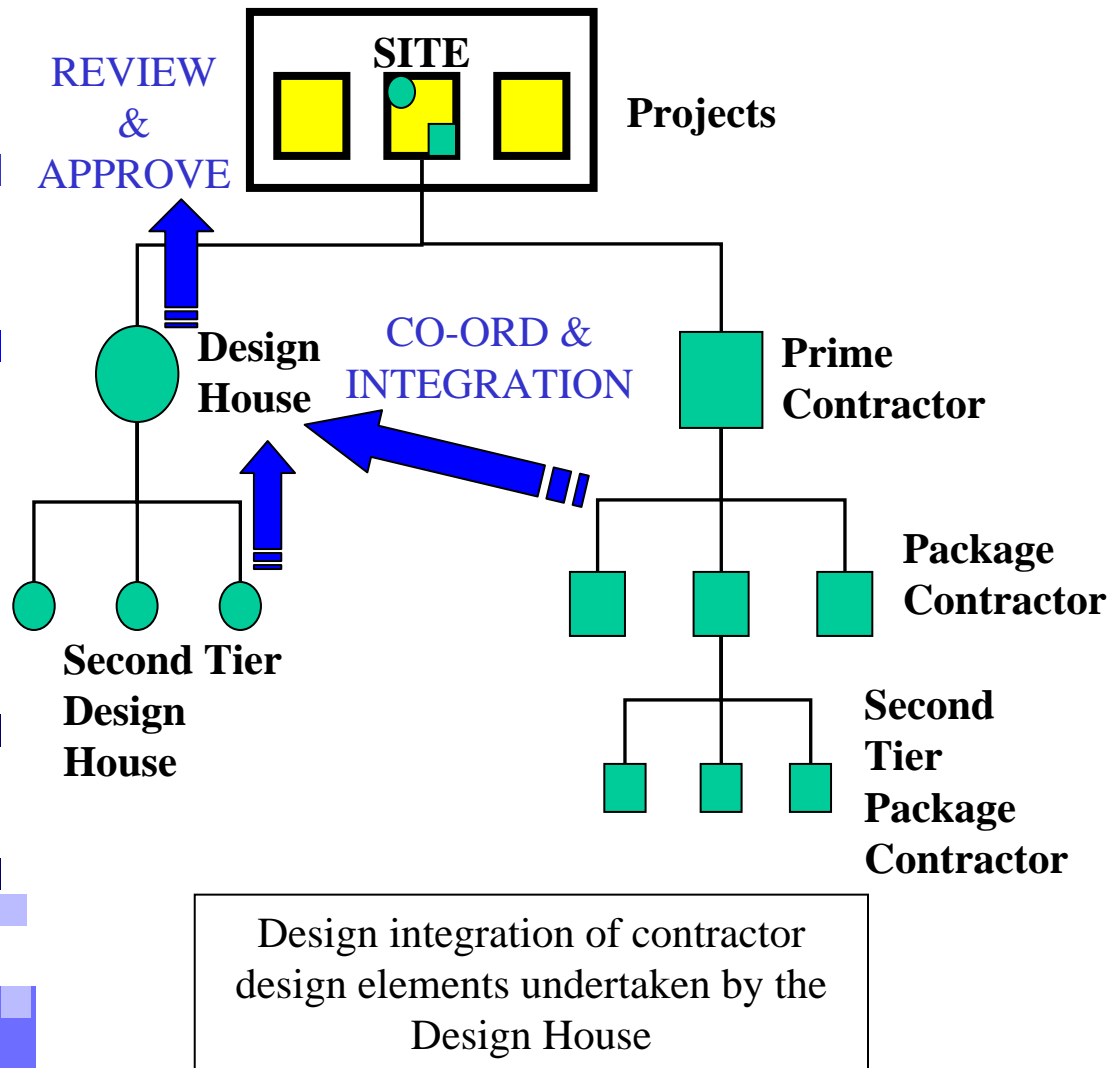 SITE
REVIEW
&
APPROVE
Projects
Design
House
CO-ORD &
INTEGRATION
Prime
Contractor
Package
Contractor
Second Tier
Design
House
Second
Tier
Package
Contractor
Design integration of contractor
design elements undertaken by the
Design House